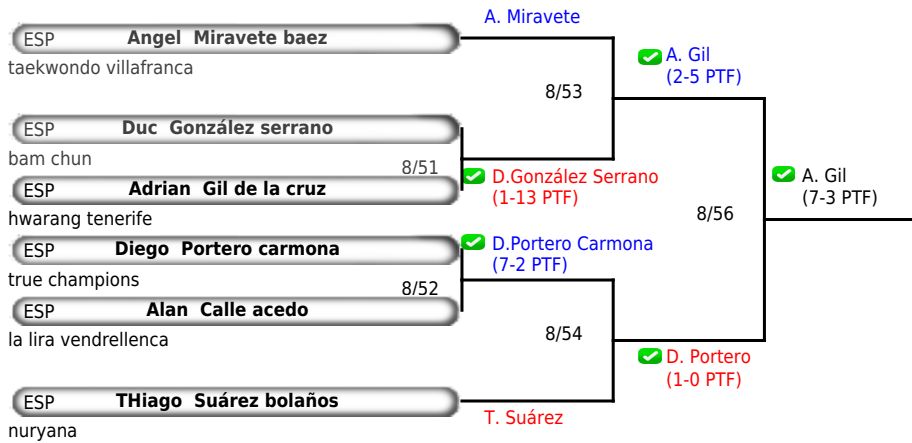 A. Miravete
ESP Angel Miravete baez
taekwondo villafranca
A. Gil
(2-5 PTF)
8/53
ESP Duc González serrano
bam chun
8/51
ESP Adrian Gil de la cruz
hwarang tenerife
D.González Serrano
(1-13 PTF)
A. Gil
(7-3 PTF)
8/56
ESP Diego Portero carmona
true champions
D.Portero Carmona
(7-2 PTF)
8/52
ESP Alan Calle acedo
la lira vendrellenca
8/54
D. Portero
(1-0 PTF)
ESP THiago Suárez bolaños
nuryana
T. Suárez